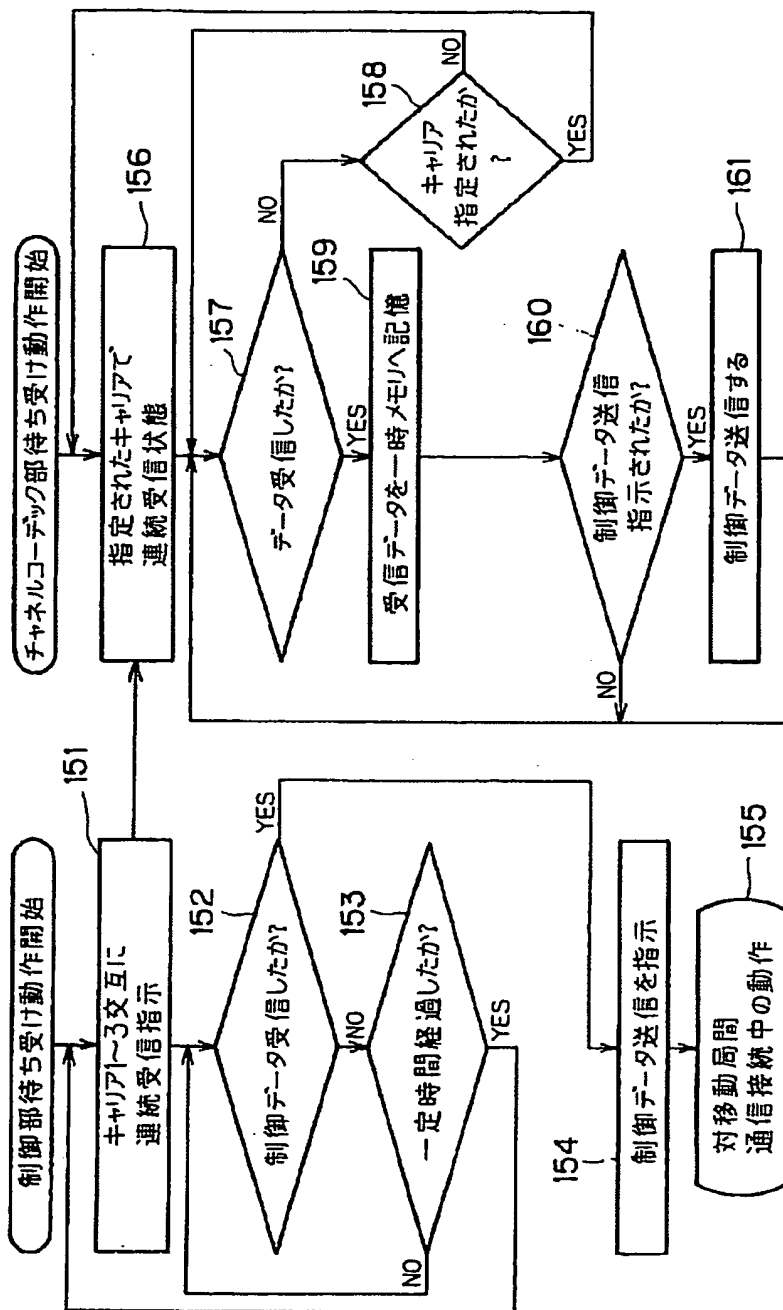 制御部待ち受け動作開始
151
キャリア1~3交互に
連続受信指示
152
制御データ受信したか?
YES
NO
153
一定時間経過したか?
NO
YES
154
制御データ送信を指示
155
対移動局間
通信接続中の動作
チャネルコーデック部待ち受け動作開始
156
指定されたキャリアで
連続受信状態
157
データ受信したか?
NO
YES
158
キャリア
指定されたか
?
NO
YES
159
受信データを一時メモリへ記憶
160
制御データ送信
指示されたか?
NO
YES
161
制御データ送信する